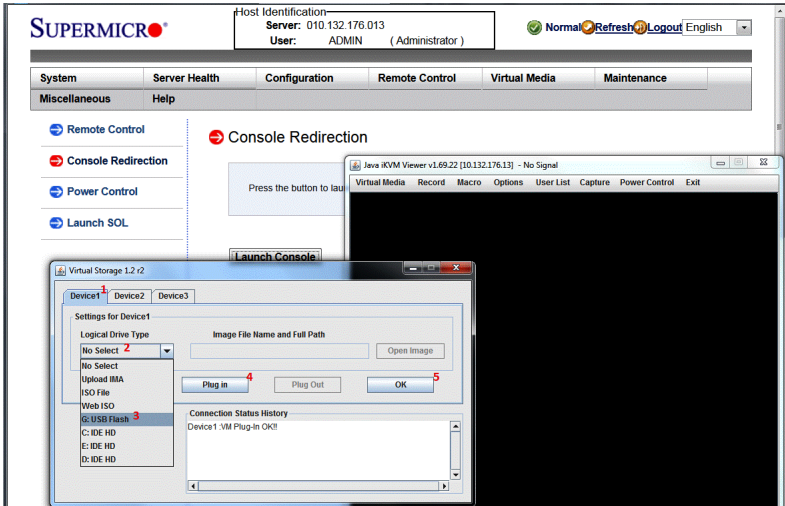 SUPERMICRO
Host Identification
Server: 010.132.176.013
User: ADMIN (Administrator)
Normal Refresh Logout English
System Server Health Configuration Remote Control Virtual Media Maintenance
Miscellaneous Help
Remote Control
Console Redirection
Power Control
Launch SOL
Console Redirection
Press the button to lau
Launch Console
Java iKVM Viewer v1.69.22 [10.132.176.13] - No Signal
Virtual Media Record Macro Options User List Capture Power Control Exit
Virtual Storage 1.2 r2
Device1 1 Device2 Device3
Settings for Device1
Logical Drive Type Image File Name and Full Path
No Select 2 Open Image
No Select
Upload IMA
ISO File
Web ISO
G: USB Flash 3
C: IDE HD
E: IDE HD
D: IDE HD
Plug in 4 Plug Out OK 5
Connection Status History
Device1 :VM Plug-In OK!!